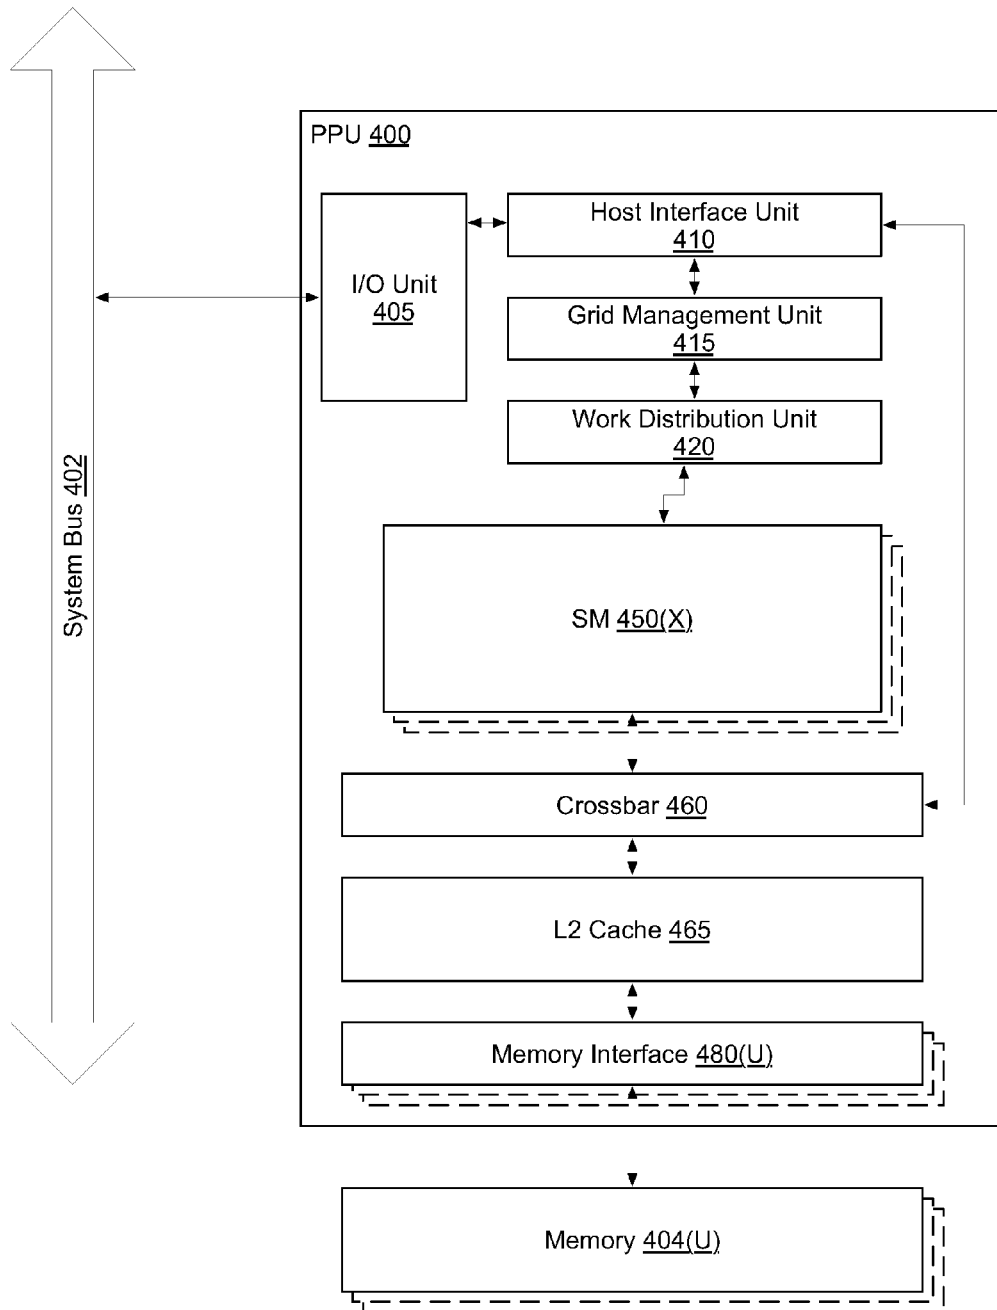 PPU 400
Host Interface Unit
410
I/O Unit
405
Grid Management Unit
415
Work Distribution Unit
420
System Bus 402
SM 450(X)
Crossbar 460
L2 Cache 465
Memory Interface 480(U)
Memory 404(U)